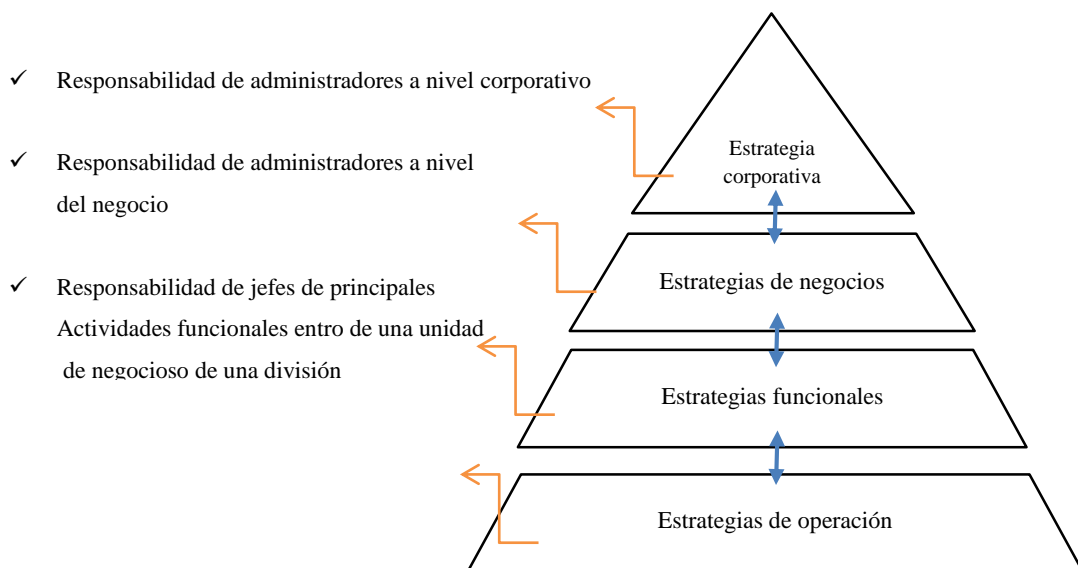 ✓ Responsabilidad de administradores a nivel corporativo
✓ Responsabilidad de administradores a nivel
del negocio
✓ Responsabilidad de jefes de principales
Actividades funcionales entro de una unidad
de negocioso de una división
Estrategia
corporativa
Estrategias de negocios
Estrategias funcionales
Estrategias de operación